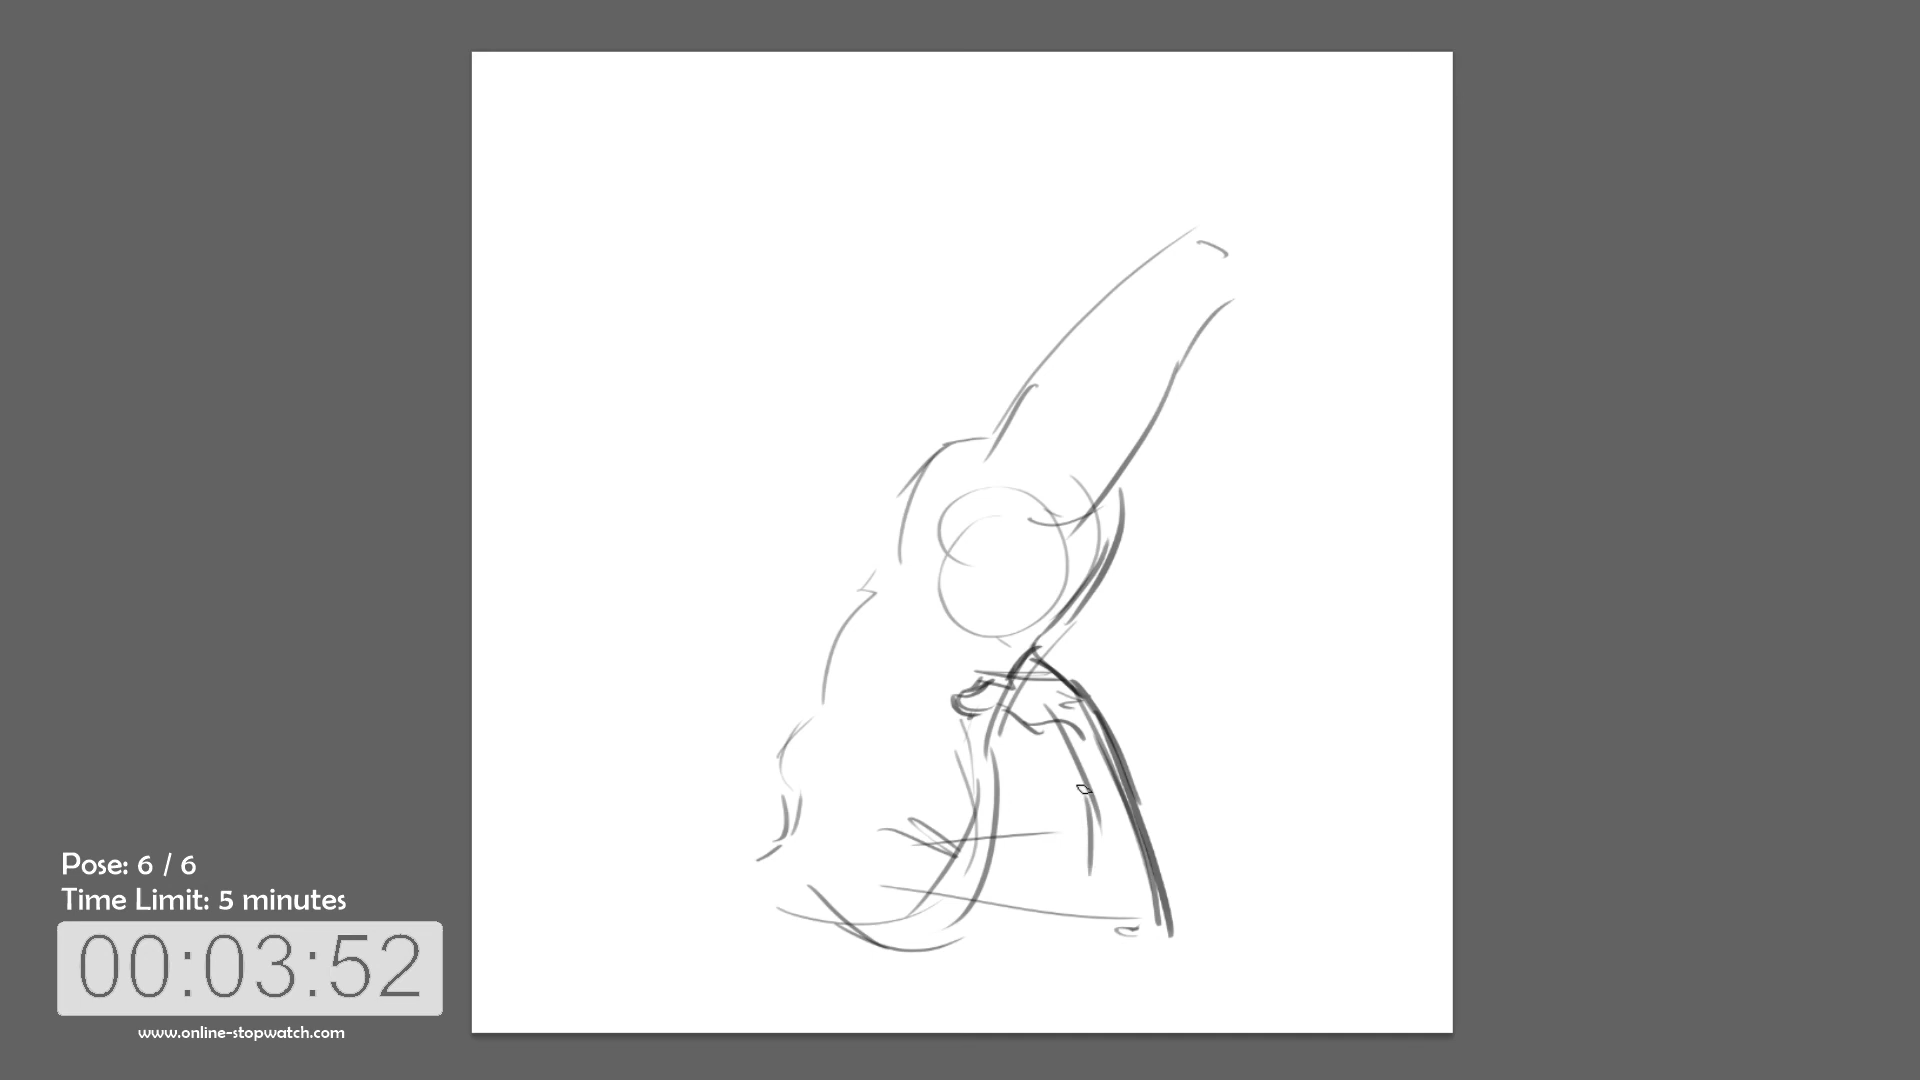 Pose: 6 / 6
Time Limit: 5 minutes
00:03:52
www.online-stopwatch.com